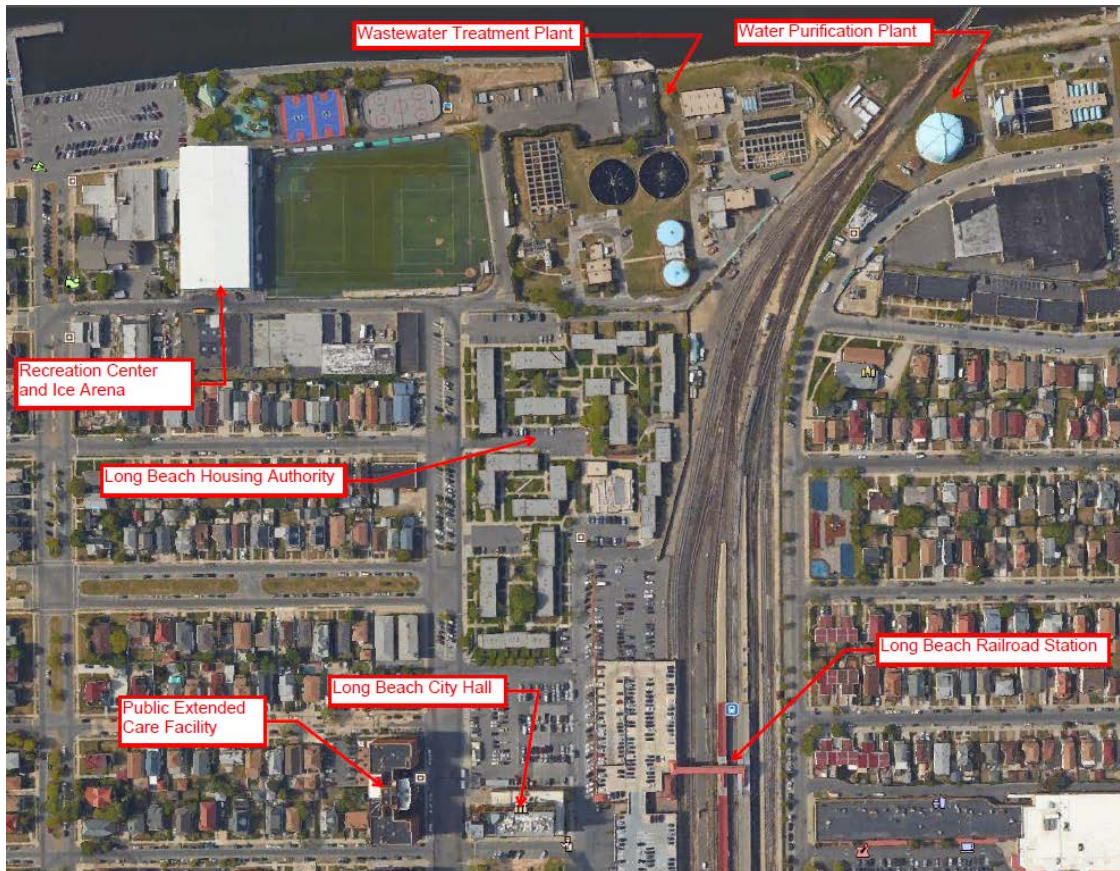 Wastewater Treatment Plant
Water Purification Plant
Recreation Center
and Ice Arena
Long Beach Housing Authority
Long Beach Railroad Station
Long Beach City Hall
Public Extended
Care Facility